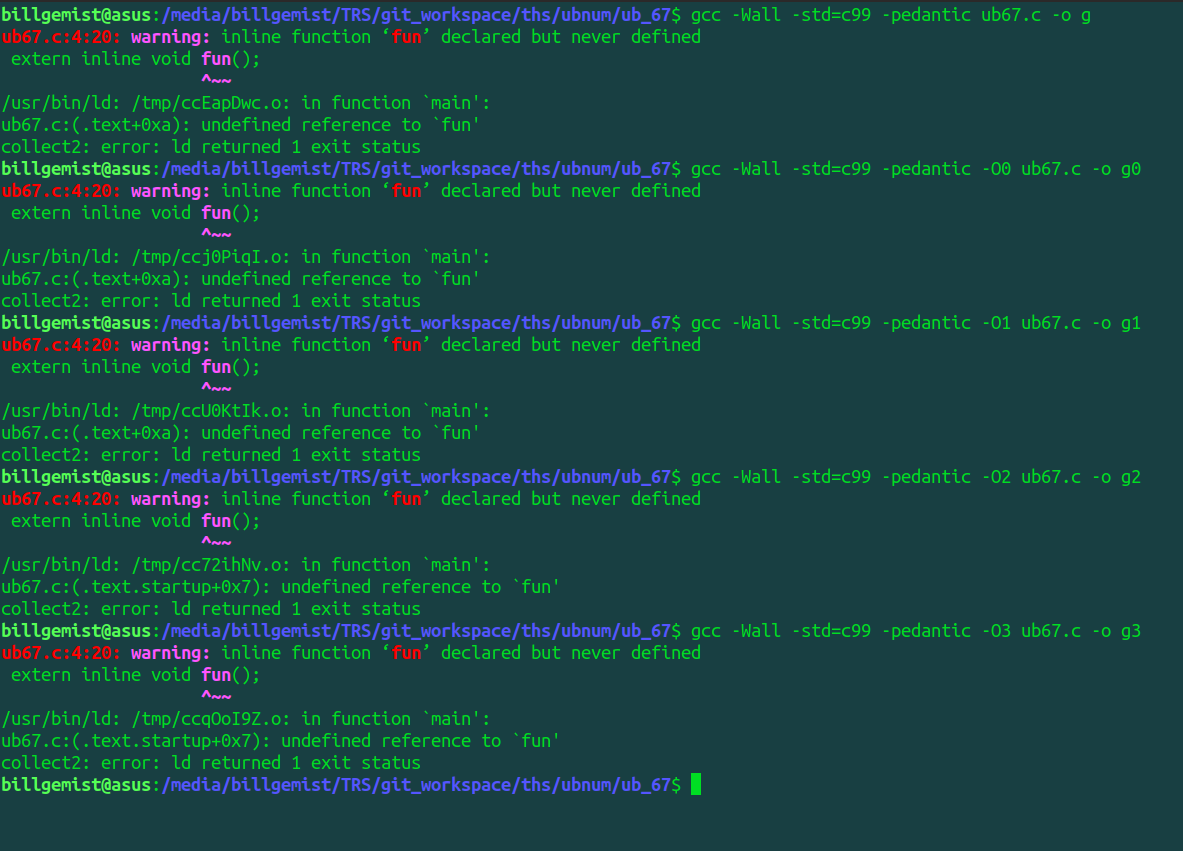 billgemist@asus:/media/billgemist/TRS/git_workspace/ths/ubnum/ub_67$ gcc -Wall -std=c99 -pedantic ub67.c -o g
ub67.c:4:20: warning: inline function ‘fun’ declared but never defined
 extern inline void fun();
                    ^~~
/usr/bin/ld: /tmp/ccEapDwc.o: in function `main':
ub67.c:(.text+0xa): undefined reference to `fun'
collect2: error: ld returned 1 exit status
billgemist@asus:/media/billgemist/TRS/git_workspace/ths/ubnum/ub_67$ gcc -Wall -std=c99 -pedantic -O0 ub67.c -o g0
ub67.c:4:20: warning: inline function ‘fun’ declared but never defined
 extern inline void fun();
                    ^~~
/usr/bin/ld: /tmp/ccj0PiqI.o: in function `main':
ub67.c:(.text+0xa): undefined reference to `fun'
collect2: error: ld returned 1 exit status
billgemist@asus:/media/billgemist/TRS/git_workspace/ths/ubnum/ub_67$ gcc -Wall -std=c99 -pedantic -O1 ub67.c -o g1
ub67.c:4:20: warning: inline function ‘fun’ declared but never defined
 extern inline void fun();
                    ^~~
/usr/bin/ld: /tmp/ccU0KtIk.o: in function `main':
ub67.c:(.text+0xa): undefined reference to `fun'
collect2: error: ld returned 1 exit status
billgemist@asus:/media/billgemist/TRS/git_workspace/ths/ubnum/ub_67$ gcc -Wall -std=c99 -pedantic -O2 ub67.c -o g2
ub67.c:4:20: warning: inline function ‘fun’ declared but never defined
 extern inline void fun();
                    ^~~
/usr/bin/ld: /tmp/cc72ihNv.o: in function `main':
ub67.c:(.text.startup+0x7): undefined reference to `fun'
collect2: error: ld returned 1 exit status
billgemist@asus:/media/billgemist/TRS/git_workspace/ths/ubnum/ub_67$ gcc -Wall -std=c99 -pedantic -O3 ub67.c -o g3
ub67.c:4:20: warning: inline function ‘fun’ declared but never defined
 extern inline void fun();
                    ^~~
/usr/bin/ld: /tmp/ccqOoI9Z.o: in function `main':
ub67.c:(.text.startup+0x7): undefined reference to `fun'
collect2: error: ld returned 1 exit status
billgemist@asus:/media/billgemist/TRS/git_workspace/ths/ubnum/ub_67$